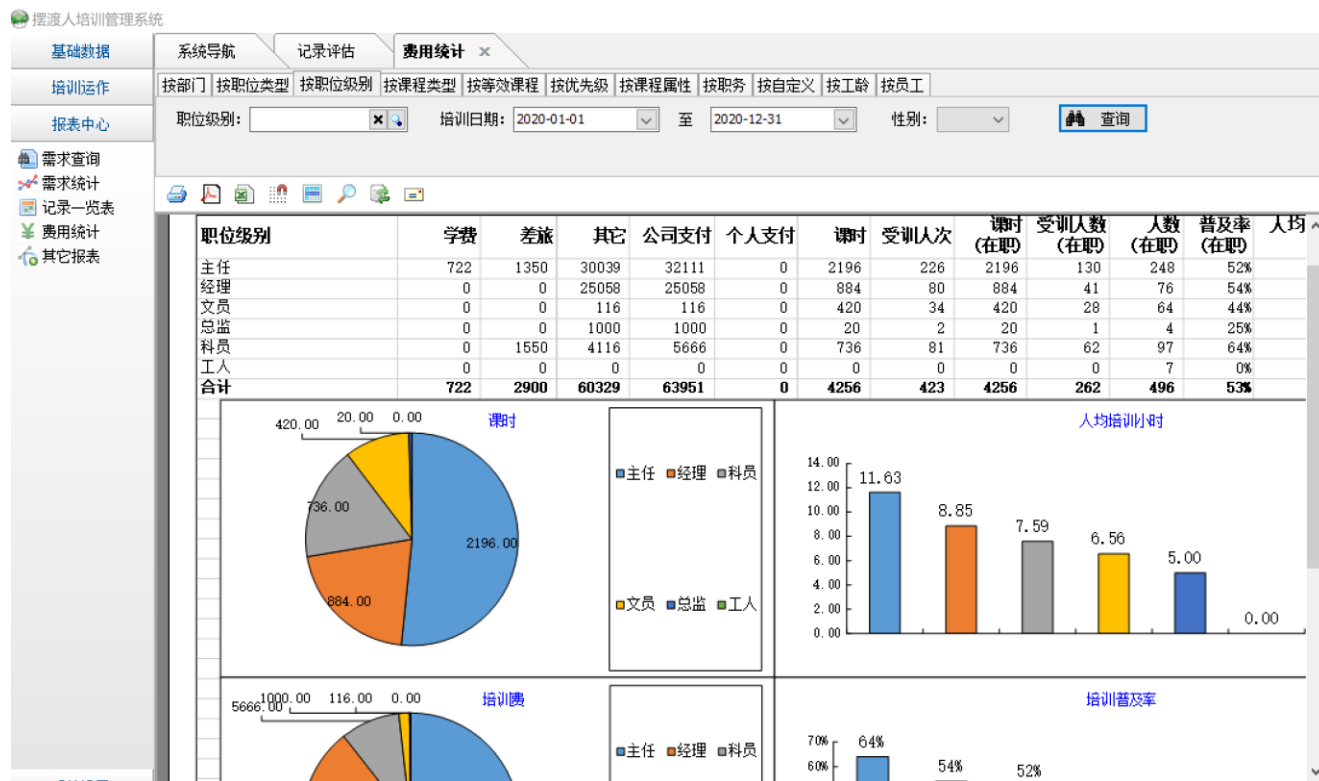 摆渡人培训管理系统
基础数据
培训运作
报表中心
需求查询
需求统计
记录一览表
费用统计
其它报表
系统导航 记录评估 费用统计 ×
按部门 按职位类型 按职位级别 按课程类型 按等效课程 按优先级 按课程属性 按职务 按自定义 按工龄 按员工
职位级别： 培训日期： 2020-01-01 至 2020-12-31 性别： 查询
职位级别 学费 差旅 其它 公司支付 个人支付 课时 受训人次 课时(在职) 受训人数(在职) 人数(在职) 普及率(在职) 人均
主任 722 1350 30039 32111 0 2196 226 2196 130 248 52%
经理 0 0 25058 25058 0 884 80 884 41 76 54%
文员 0 0 116 116 0 420 34 420 28 64 44%
总监 0 0 1000 1000 0 20 2 20 1 4 25%
科员 0 1550 4116 5666 0 736 81 736 62 97 64%
工人 0 0 0 0 0 0 0 0 0 7 0%
合计 722 2900 60329 63951 0 4256 423 4256 262 496 53%
课时
420.00 20.00 0.00
736.00
2196.00
884.00
主任 经理 科员
文员 总监 工人
人均培训小时
14.00
12.00
10.00
8.00
6.00
4.00
2.00
0.00
11.63
8.85
7.59
6.56
5.00
0.00
培训费
5666.00 1000.00 116.00 0.00
主任 经理 科员
培训普及率
70%
60%
64%
54%
52%